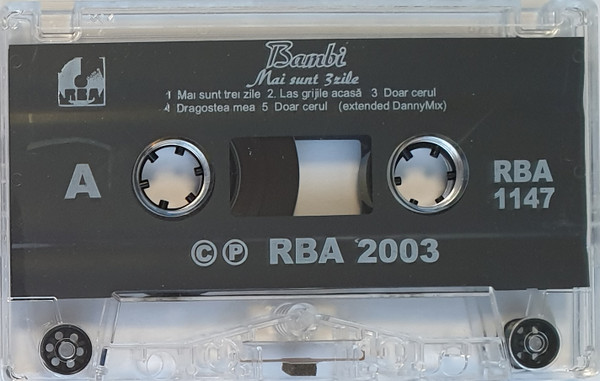 Bambi
Mai sunt 3zile
RBA
1 Mai sunt trei zile 2. Las grijile acasă 3 Doar cerul
4 Dragostea mea 5 Doar cerul (extended DannyMix)
A
RBA
1147
© ℗ RBA 2003